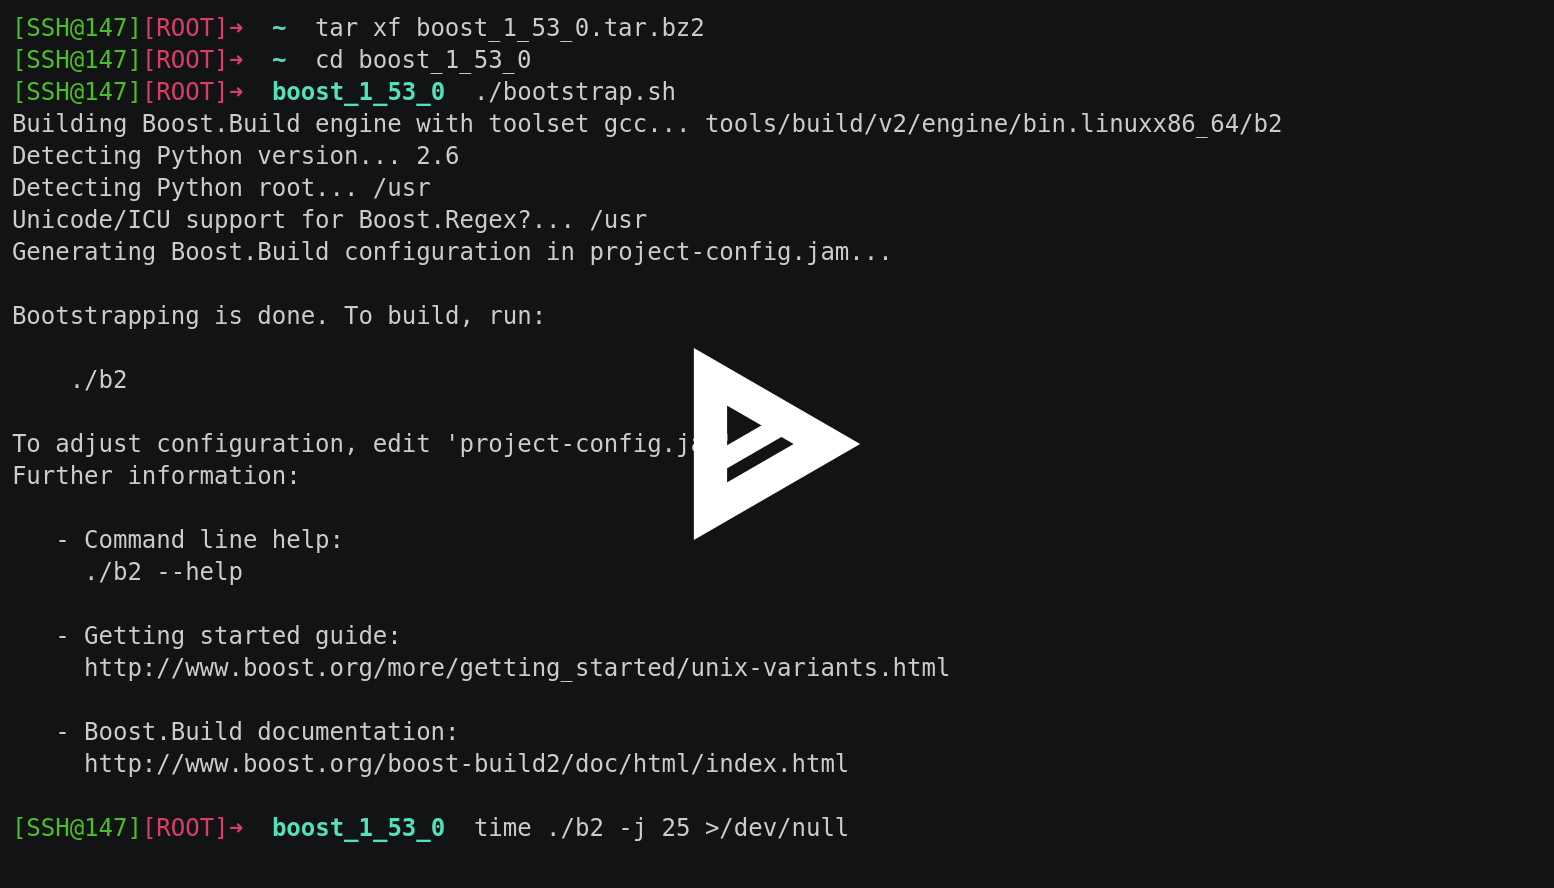 [SSH@147][ROOT]➜  ~  tar xf boost_1_53_0.tar.bz2
[SSH@147][ROOT]➜  ~  cd boost_1_53_0
[SSH@147][ROOT]➜  boost_1_53_0  ./bootstrap.sh
Building Boost.Build engine with toolset gcc... tools/build/v2/engine/bin.linuxx86_64/b2
Detecting Python version... 2.6
Detecting Python root... /usr
Unicode/ICU support for Boost.Regex?... /usr
Generating Boost.Build configuration in project-config.jam...
Bootstrapping is done. To build, run:
./b2
To adjust configuration, edit
Further information:
- Command line help:
./b2 --help
- Getting started guide:
http://www.boost.org/more/getting_started/unix-variants.html
- Boost.Build documentation:
http://www.boost.org/boost-build2/doc/html/index.html
[SSH@147][ROOT]➜  boost_1_53_0  time ./b2 -j 25 >/dev/null